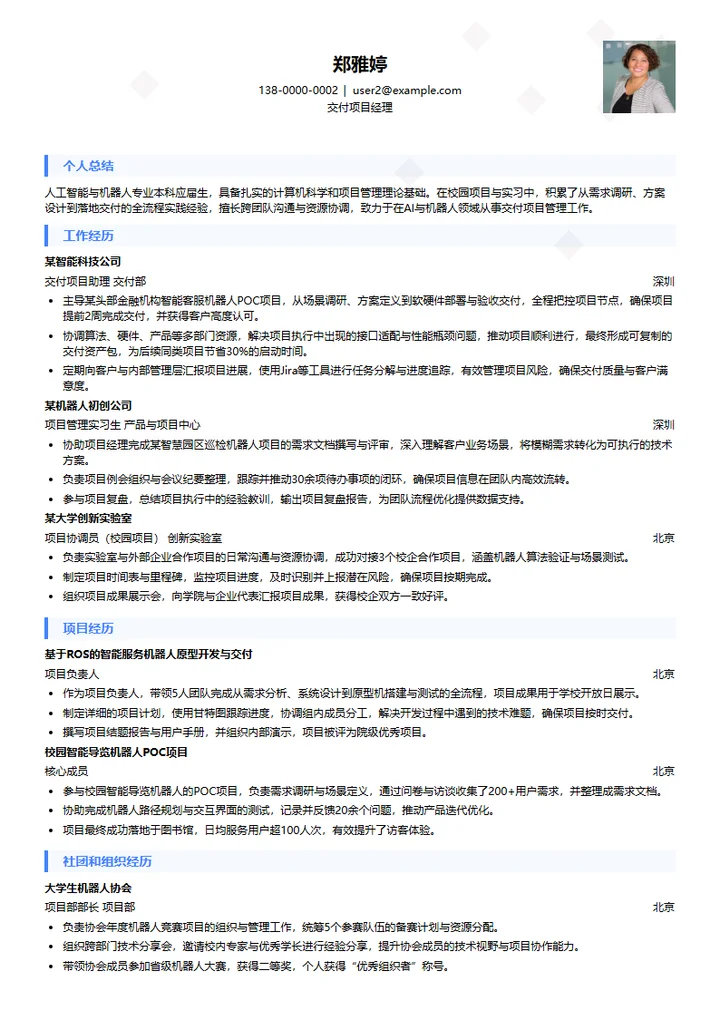 郑雅婷
138-0000-0002 | user2@example.com
交付项目经理
个人总结
人工智能与机器人专业本科应届生，具备扎实的计算机科学和项目管理理论基础。在校园项目与实习中，积累了从需求调研、方案
设计到落地交付的全流程实践经验，擅长跨团队沟通与资源协调，致力于在AI与机器人领域从事交付项目管理工作。
工作经历
某智能科技公司
交付项目助理 交付部 深圳
• 主导某头部金融机构智能客服机器人POC项目，从场景调研、方案定义到软硬件部署与验收交付，全程把控项目节点，确保项目
提前2周完成交付，并获得客户高度认可。
• 协调算法、硬件、产品等多部门资源，解决项目执行中出现的接口适配与性能瓶颈问题，推动项目顺利进行，最终形成可复制的
交付资产包，为后续同类项目节省30%的启动时间。
• 定期向客户与内部管理层汇报项目进展，使用Jira等工具进行任务分解与进度追踪，有效管理项目风险，确保交付质量与客户满
意度。
某机器人初创公司
项目管理实习生 产品与项目中心 深圳
• 协助项目经理完成某智慧园区巡检机器人项目的需求文档撰写与评审，深入理解客户业务场景，将模糊需求转化为可执行的技术
方案。
• 负责项目例会组织与会议纪要整理，跟踪并推动30余项待办事项的闭环，确保项目信息在团队内高效流转。
• 参与项目复盘，总结项目执行中的经验教训，输出项目复盘报告，为团队流程优化提供数据支持。
某大学创新实验室
项目协调员（校园项目） 创新实验室 北京
• 负责实验室与外部企业合作项目的日常沟通与资源协调，成功对接3个校企合作项目，涵盖机器人算法验证与场景测试。
• 制定项目时间表与里程碑，监控项目进度，及时识别并上报潜在风险，确保项目按期完成。
• 组织项目成果展示会，向学院与企业代表汇报项目成果，获得校企双方一致好评。
项目经历
基于ROS的智能服务机器人原型开发与交付
项目负责人 北京
• 作为项目负责人，带领5人团队完成从需求分析、系统设计到原型机搭建与测试的全流程，项目成果用于学校开放日展示。
• 制定详细的项目计划，使用甘特图跟踪进度，协调组内成员分工，解决开发过程中遇到的技术难题，确保项目按时交付。
• 撰写项目结题报告与用户手册，并组织内部演示，项目被评为院级优秀项目。
校园智能导览机器人POC项目
核心成员 北京
• 参与校园智能导览机器人的POC项目，负责需求调研与场景定义，通过问卷与访谈收集了200+用户需求，并整理成需求文档。
• 协助完成机器人路径规划与交互界面的测试，记录并反馈20余个问题，推动产品迭代优化。
• 项目最终成功落地于图书馆，日均服务用户超100人次，有效提升了访客体验。
社团和组织经历
大学生机器人协会
项目部部长 项目部 北京
• 负责协会年度机器人竞赛项目的组织与管理工作，统筹5个参赛队伍的备赛计划与资源分配。
• 组织跨部门技术分享会，邀请校内专家与优秀学长进行经验分享，提升协会成员的技术视野与项目协作能力。
• 带领协会成员参加省级机器人大赛，获得二等奖，个人获得“优秀组织者”称号。